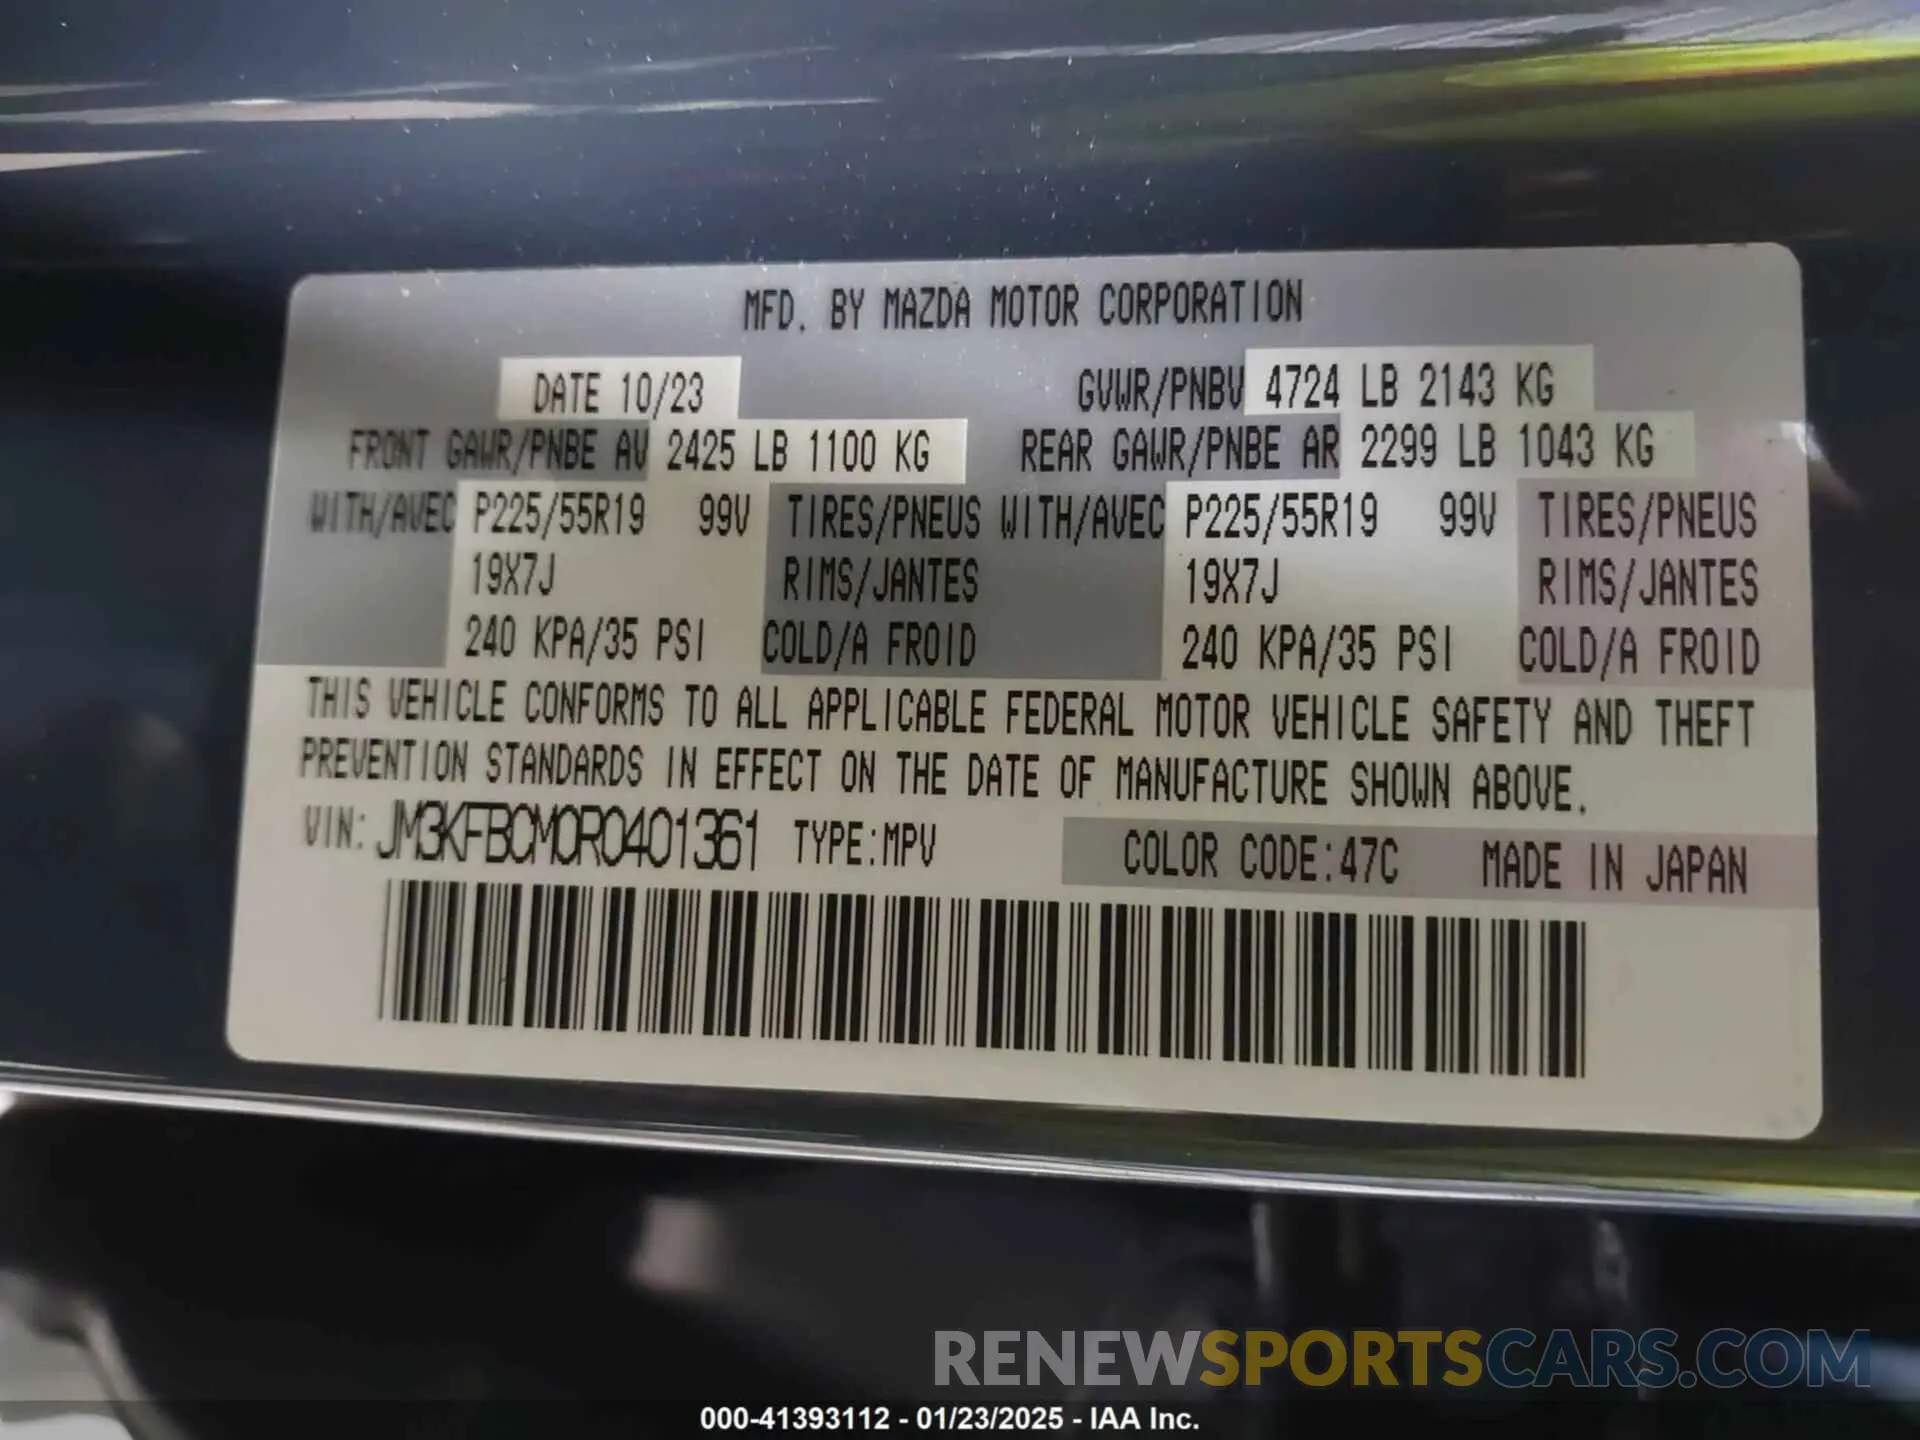 MFD. BY MAZDA MOTOR CORPORATION
DATE 10/23 GVWR/PNBV 4724 LB 2143 KG
FRONT GAWR/PNBE AV 2425 LB 1100 KG REAR GAWR/PNBE AR 2299 LB 1043 KG
WITH/AVEC P225/55R19 99V TIRES/PNEUS WITH/AVEC P225/55R19 99V TIRES/PNEUS
19X7J RIMS/JANTES 19X7J RIMS/JANTES
240 KPA/35 PSI COLD/A FROID 240 KPA/35 PSI COLD/A FROID
THIS VEHICLE CONFORMS TO ALL APPLICABLE FEDERAL MOTOR VEHICLE SAFETY AND THEFT
PREVENTION STANDARDS IN EFFECT ON THE DATE OF MANUFACTURE SHOWN ABOVE.
VIN: JM3KFBCM0R0401361 TYPE:MPV COLOR CODE:47C MADE IN JAPAN
RENEWSPORTSCARS.COM
000-41393112 - 01/23/2025 - IAA Inc.